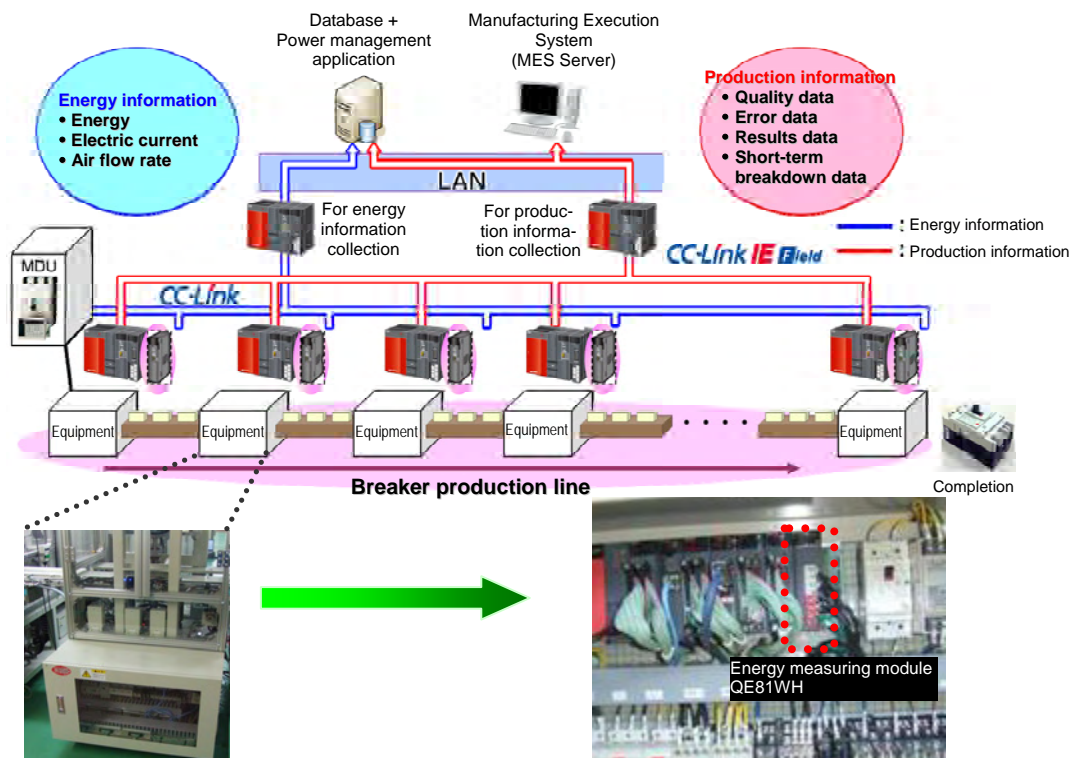 Database +
Power management
application
Manufacturing Execution
System
(MES Server)
Energy information
• Energy
• Electric current
• Air flow rate
Production information
• Quality data
• Error data
• Results data
• Short-term
breakdown data
LAN
For energy
information
collection
For produc-
tion informa-
tion collection
: Energy information
: Production information
CC-Link IE Field
MDU
CC-Link
Equipment
Equipment
Equipment
Equipment
Equipment
Breaker production line
Completion
Energy measuring module
QE81WH